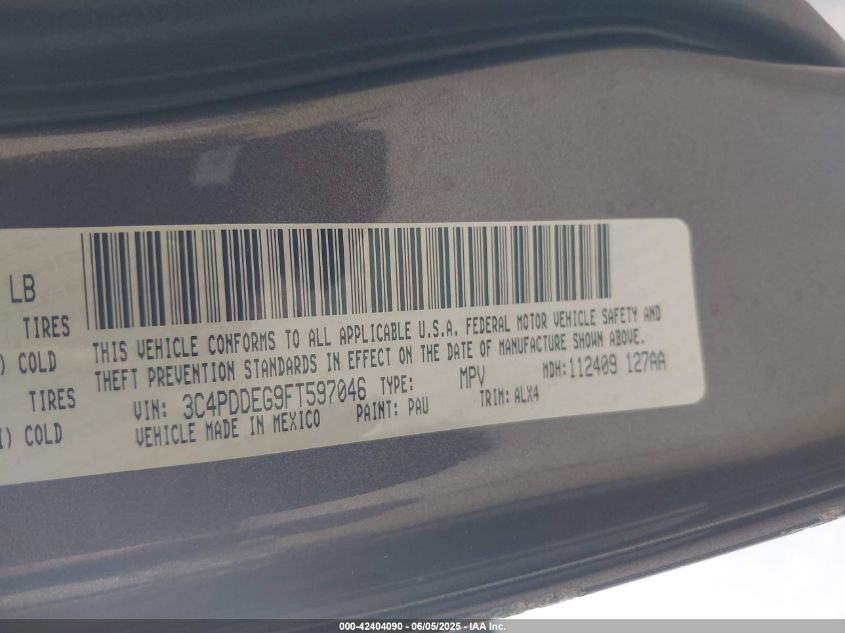 LB
TIRES
) COLD
TIRES
I) COLD
THIS VEHICLE CONFORMS TO ALL APPLICABLE U.S.A. FEDERAL MOTOR VEHICLE SAFETY AND
THEFT PREVENTION STANDARDS IN EFFECT ON THE DATE OF MANUFACTURE SHOWN ABOVE.
VIN: 3C4PDDEG9FT597046 TYPE: MPV MDH:112409 127AA
VEHICLE MADE IN MEXICO PAINT: PAU TRIM: ALX4
000-42404090 - 06/05/2025 - IAA Inc.